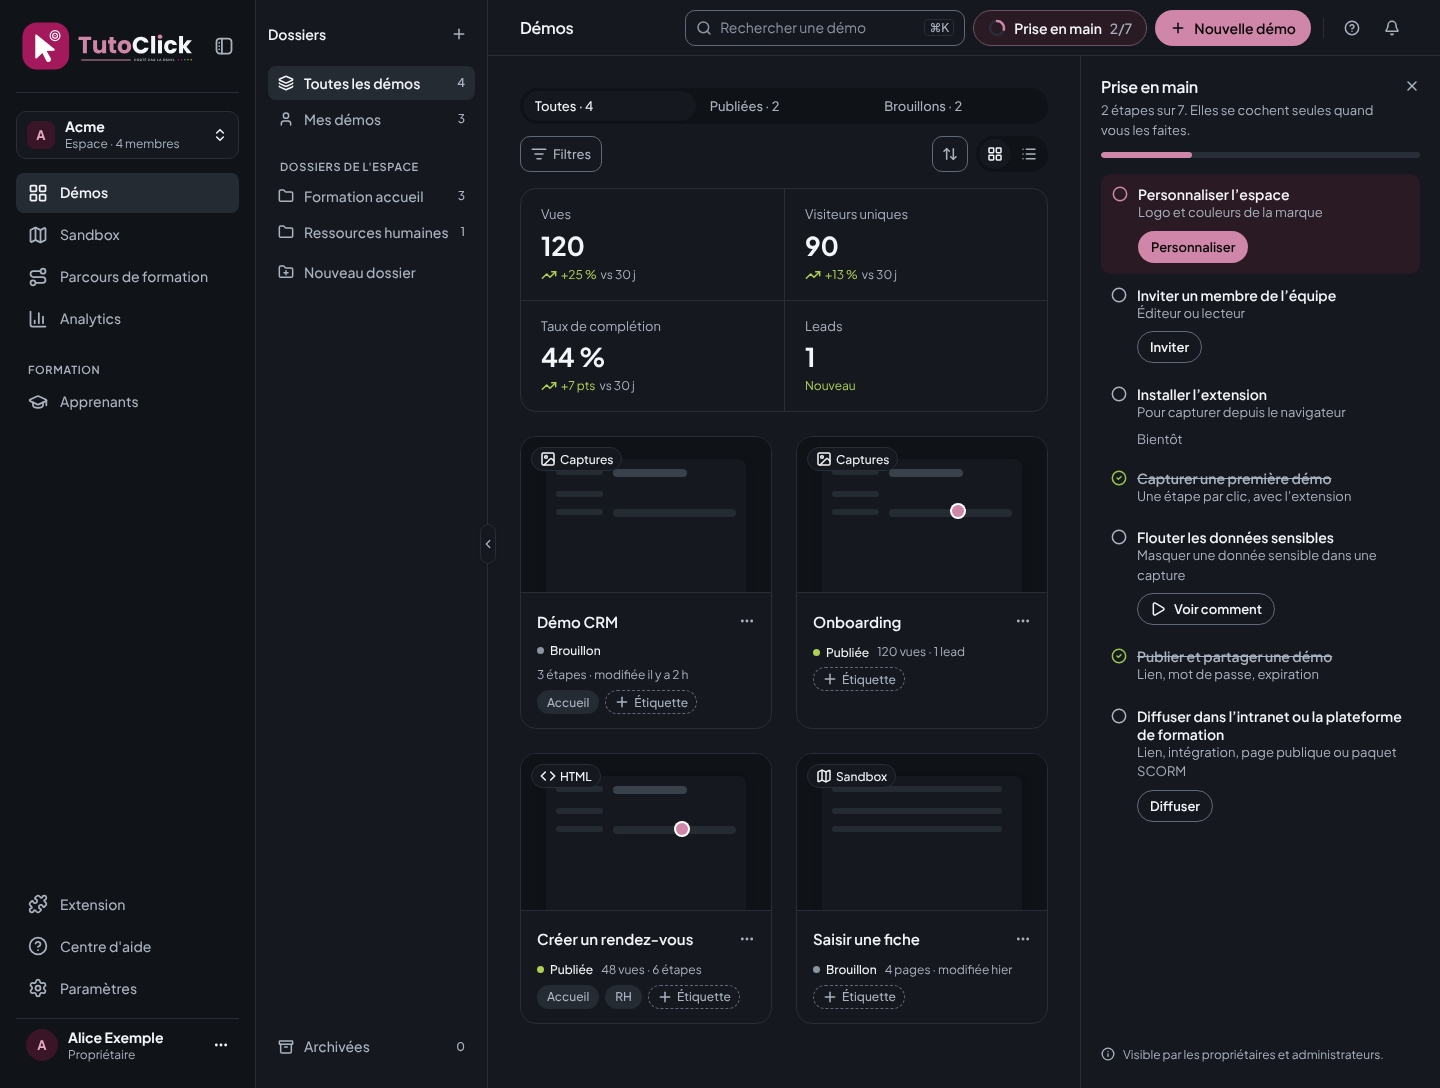 TutoClick
Acme
A
Espace · 4 membres
Démos
Sandbox
Parcours de formation
Analytics
FORMATION
Apprenants
Extension
Centre d'aide
Paramètres
A
Alice Exemple
Propriétaire
Dossiers
Toutes les démos 4
Mes démos 3
DOSSIERS DE L'ESPACE
Formation accueil 3
Ressources humaines 1
Nouveau dossier
Archivées 0
Démos
Rechercher une démo ⌘K
Prise en main 2/7
Nouvelle démo
Toutes · 4
Publiées · 2
Brouillons · 2
Filtres
Vues
120
+25 % vs 30 j
Visiteurs uniques
90
+13 % vs 30 j
Taux de complétion
44 %
+7 pts vs 30 j
Leads
1
Nouveau
Captures
Démo CRM
Brouillon
3 étapes · modifiée il y a 2 h
Accueil
Étiquette
Captures
Onboarding
Publiée 120 vues · 1 lead
Étiquette
HTML
Créer un rendez-vous
Publiée 48 vues · 6 étapes
Accueil
RH
Étiquette
Sandbox
Saisir une fiche
Brouillon 4 pages · modifiée hier
Étiquette
Prise en main
2 étapes sur 7. Elles se cochent seules quand
vous les faites.
Personnaliser l’espace
Logo et couleurs de la marque
Personnaliser
Inviter un membre de l’équipe
Éditeur ou lecteur
Inviter
Installer l’extension
Pour capturer depuis le navigateur
Bientôt
Capturer une première démo
Une étape par clic, avec l’extension
Flouter les données sensibles
Masquer une donnée sensible dans une
capture
Voir comment
Publier et partager une démo
Lien, mot de passe, expiration
Diffuser dans l’intranet ou la plateforme
de formation
Lien, intégration, page publique ou paquet
SCORM
Diffuser
Visible par les propriétaires et administrateurs.